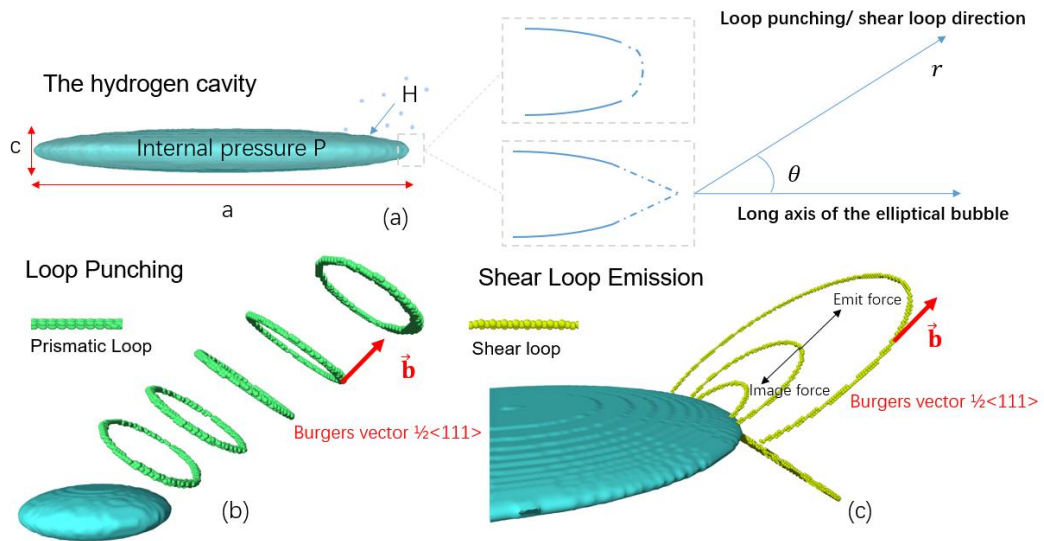 Loop punching/ shear loop direction
r
The hydrogen cavity
H
c
Internal pressure P
θ
a
(a)
Long axis of the elliptical bubble
Loop Punching
Shear Loop Emission
Emit force
Prismatic Loop
b
Shear loop
b
Image force
Burgers vector ½<111>
Burgers vector ½<111>
(b)
(c)